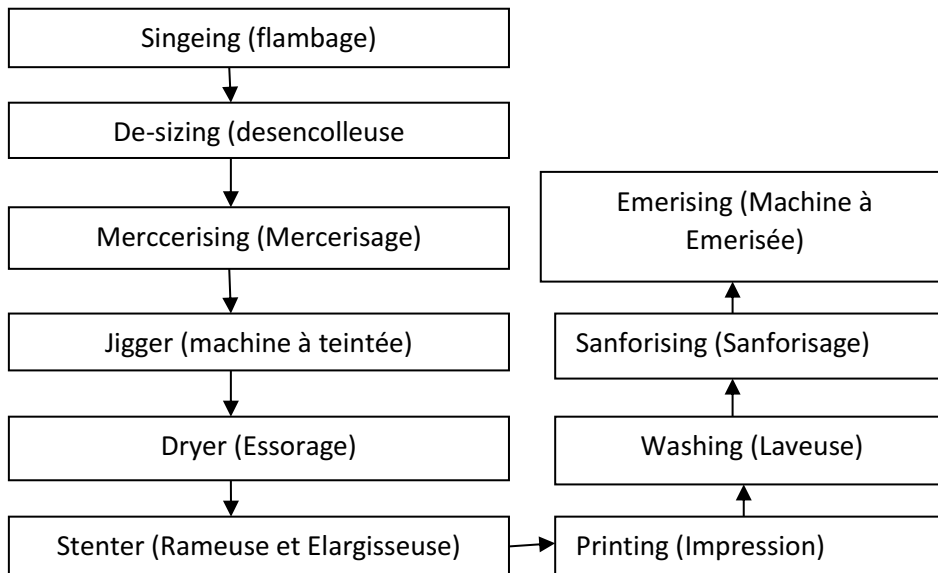 Singeing (flambage)
De-sizing (desencolleuse
Merccerising (Mercerisage)
Jigger (machine à teintée)
Dryer (Essorage)
Stenter (Rameuse et Elargisseuse)
Printing (Impression)
Washing (Laveuse)
Sanforising (Sanforisage)
Emerising (Machine à
Emerisée)